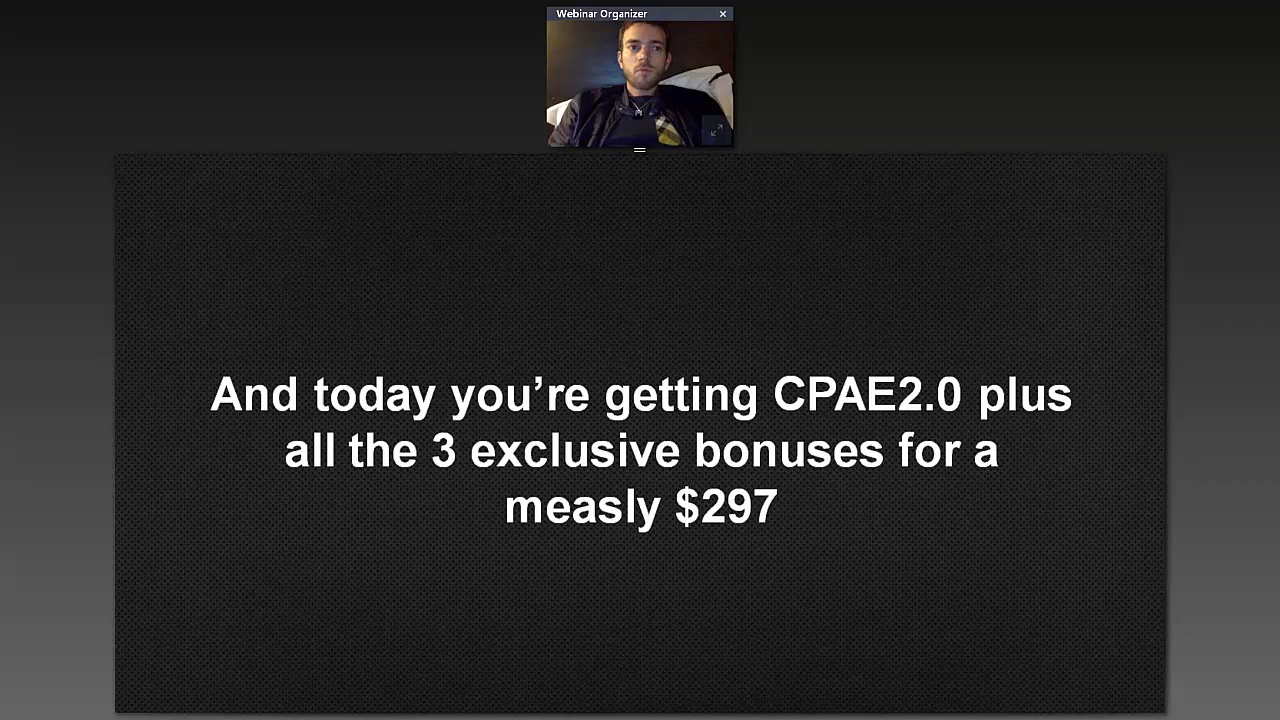 Webinar Organizer
And today you’re getting CPAE2.0 plus
all the 3 exclusive bonuses for a
measly $297